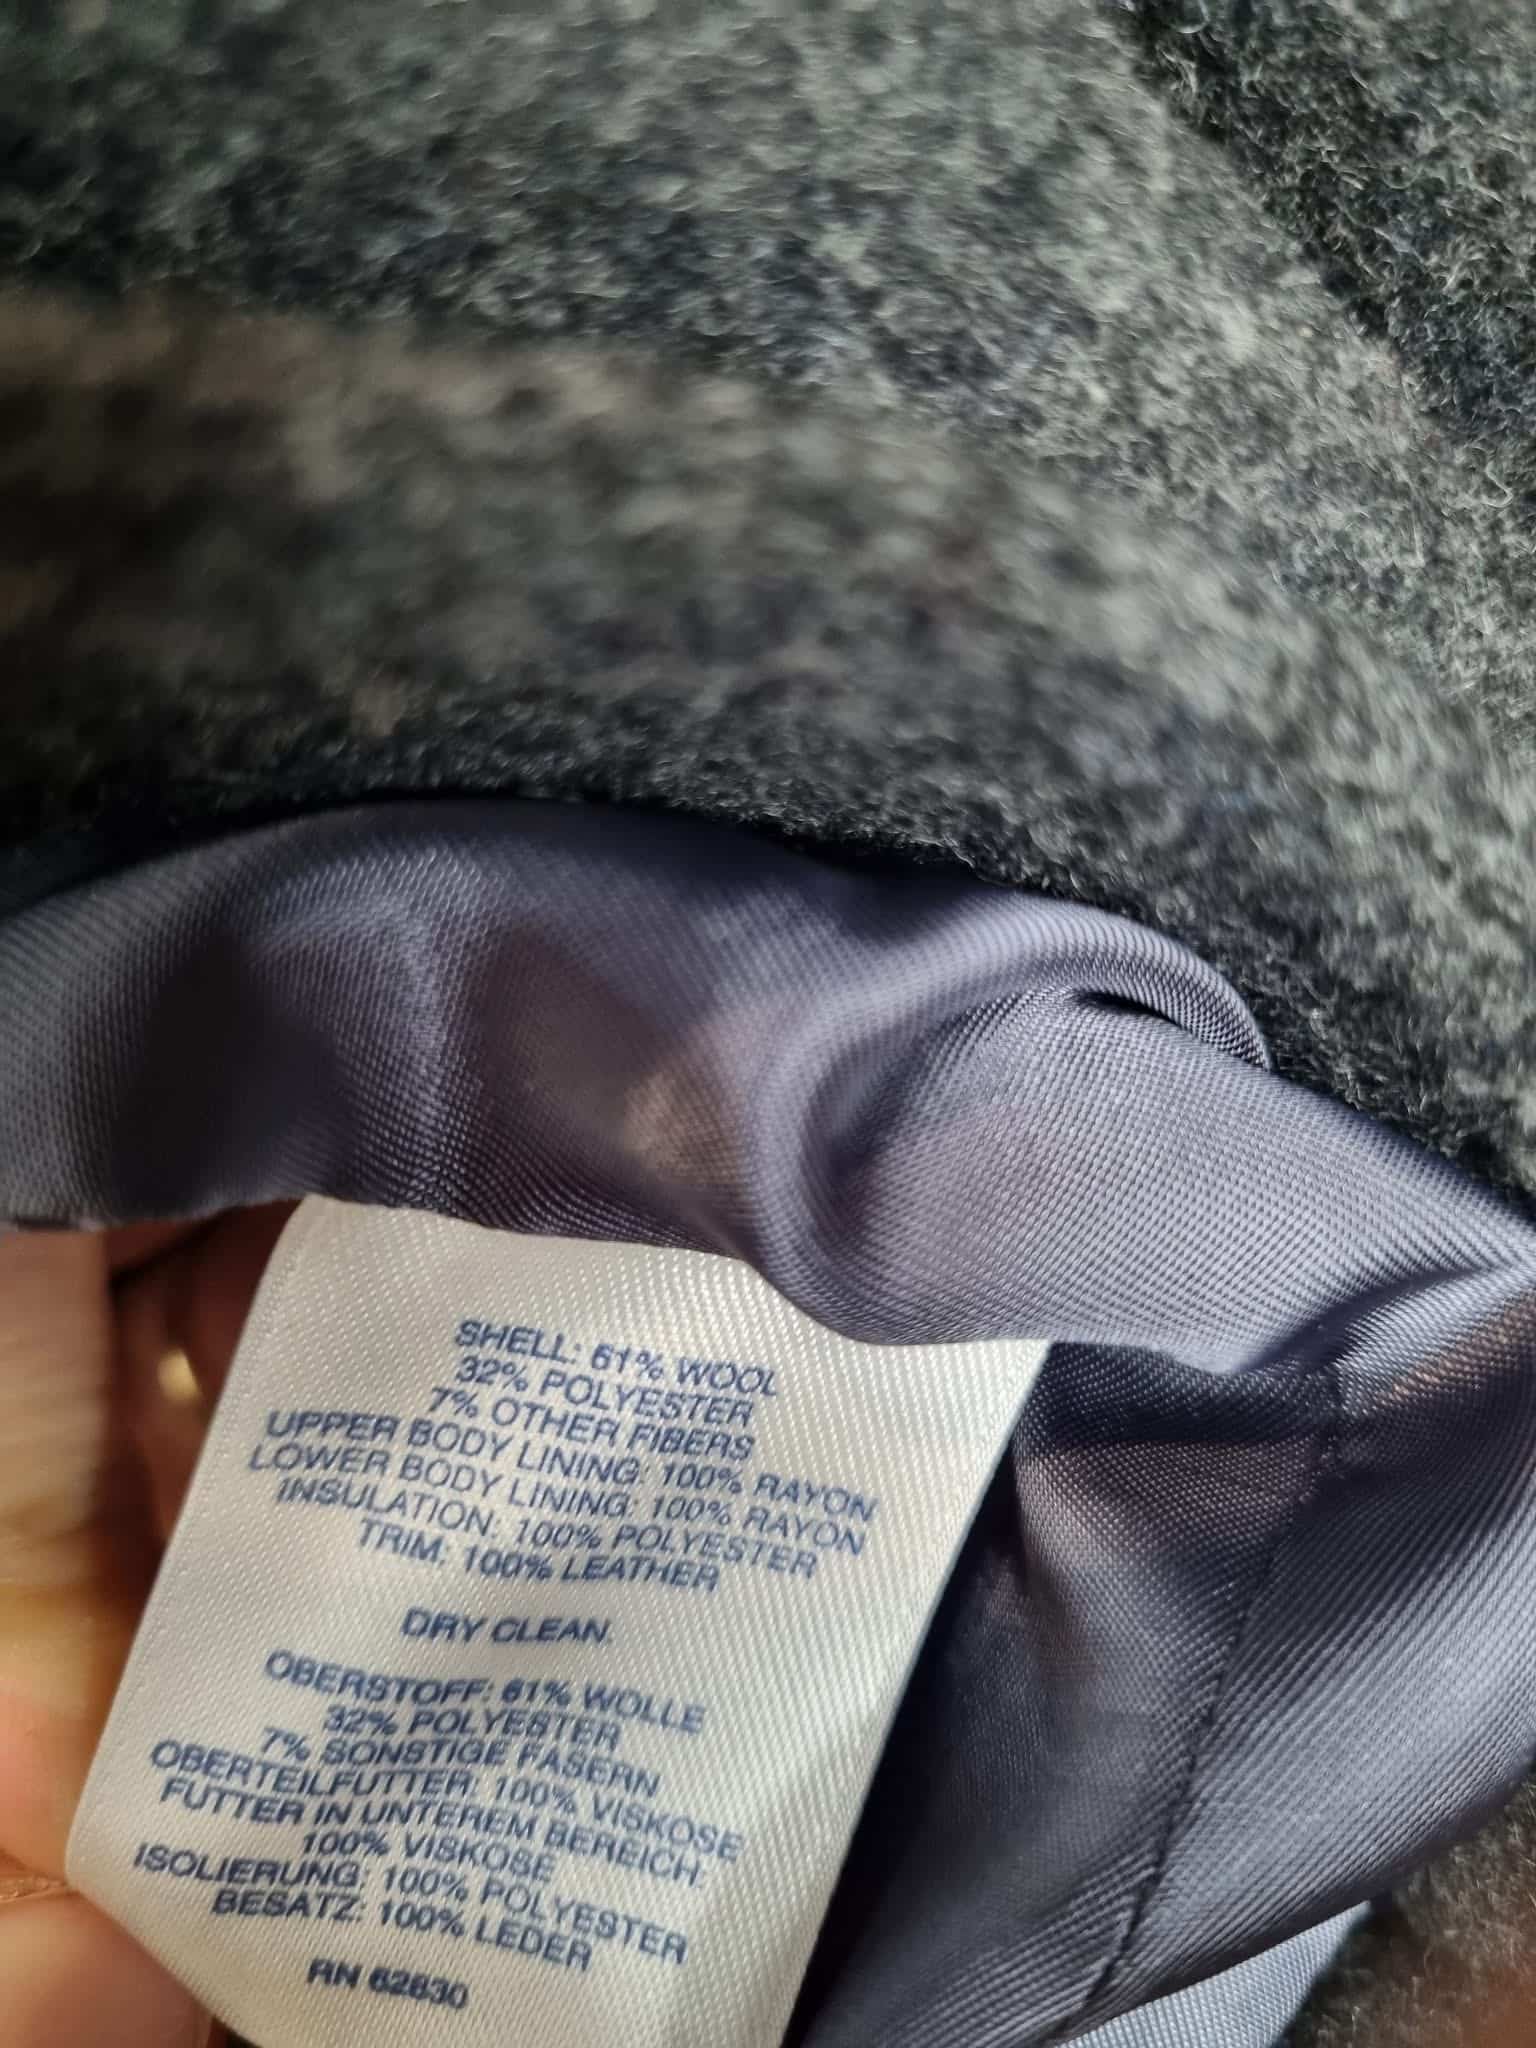 SHELL: 61% WOOL
32% POLYESTER
7% OTHER FIBERS
UPPER BODY LINING: 100% RAYON
LOWER BODY LINING: 100% RAYON
INSULATION: 100% POLYESTER
TRIM: 100% LEATHER
DRY CLEAN.
OBERSTOFF: 61% WOLLE
32% POLYESTER
7% SONSTIGE FASERN
OBERTEILFUTTER: 100% VISKOSE
FUTTER IN UNTEREM BEREICH:
100% VISKOSE
ISOLIERUNG: 100% POLYESTER
BESATZ: 100% LEDER
RN 62830